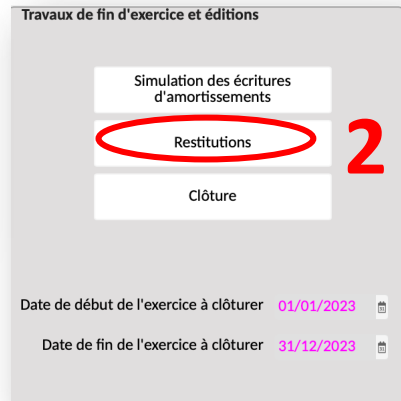 Travaux de fin d'exercice et éditions
Simulation des écritures
d'amortissements
Restitutions
2
Clôture
Date de début de l'exercice à clôturer 01/01/2023
Date de fin de l'exercice à clôturer 31/12/2023